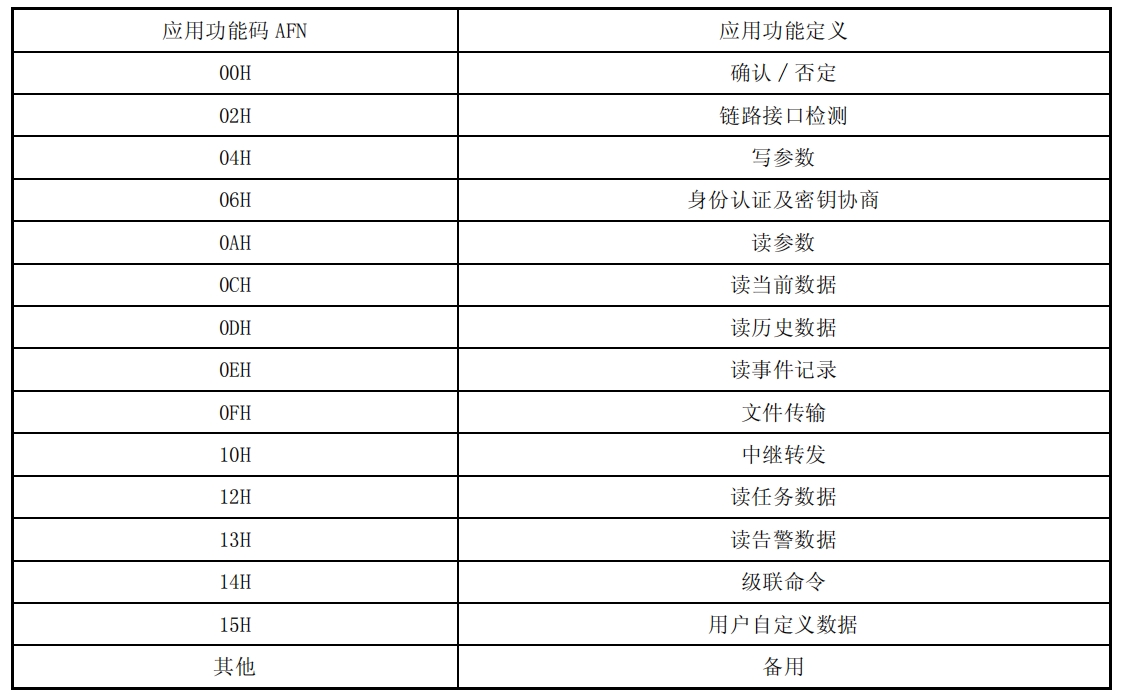 应用功能码 AFN 应用功能定义
00H 确认／否定
02H 链路接口检测
04H 写参数
06H 身份认证及密钥协商
0AH 读参数
0CH 读当前数据
0DH 读历史数据
0EH 读事件记录
0FH 文件传输
10H 中继转发
12H 读任务数据
13H 读告警数据
14H 级联命令
15H 用户自定义数据
其他 备用